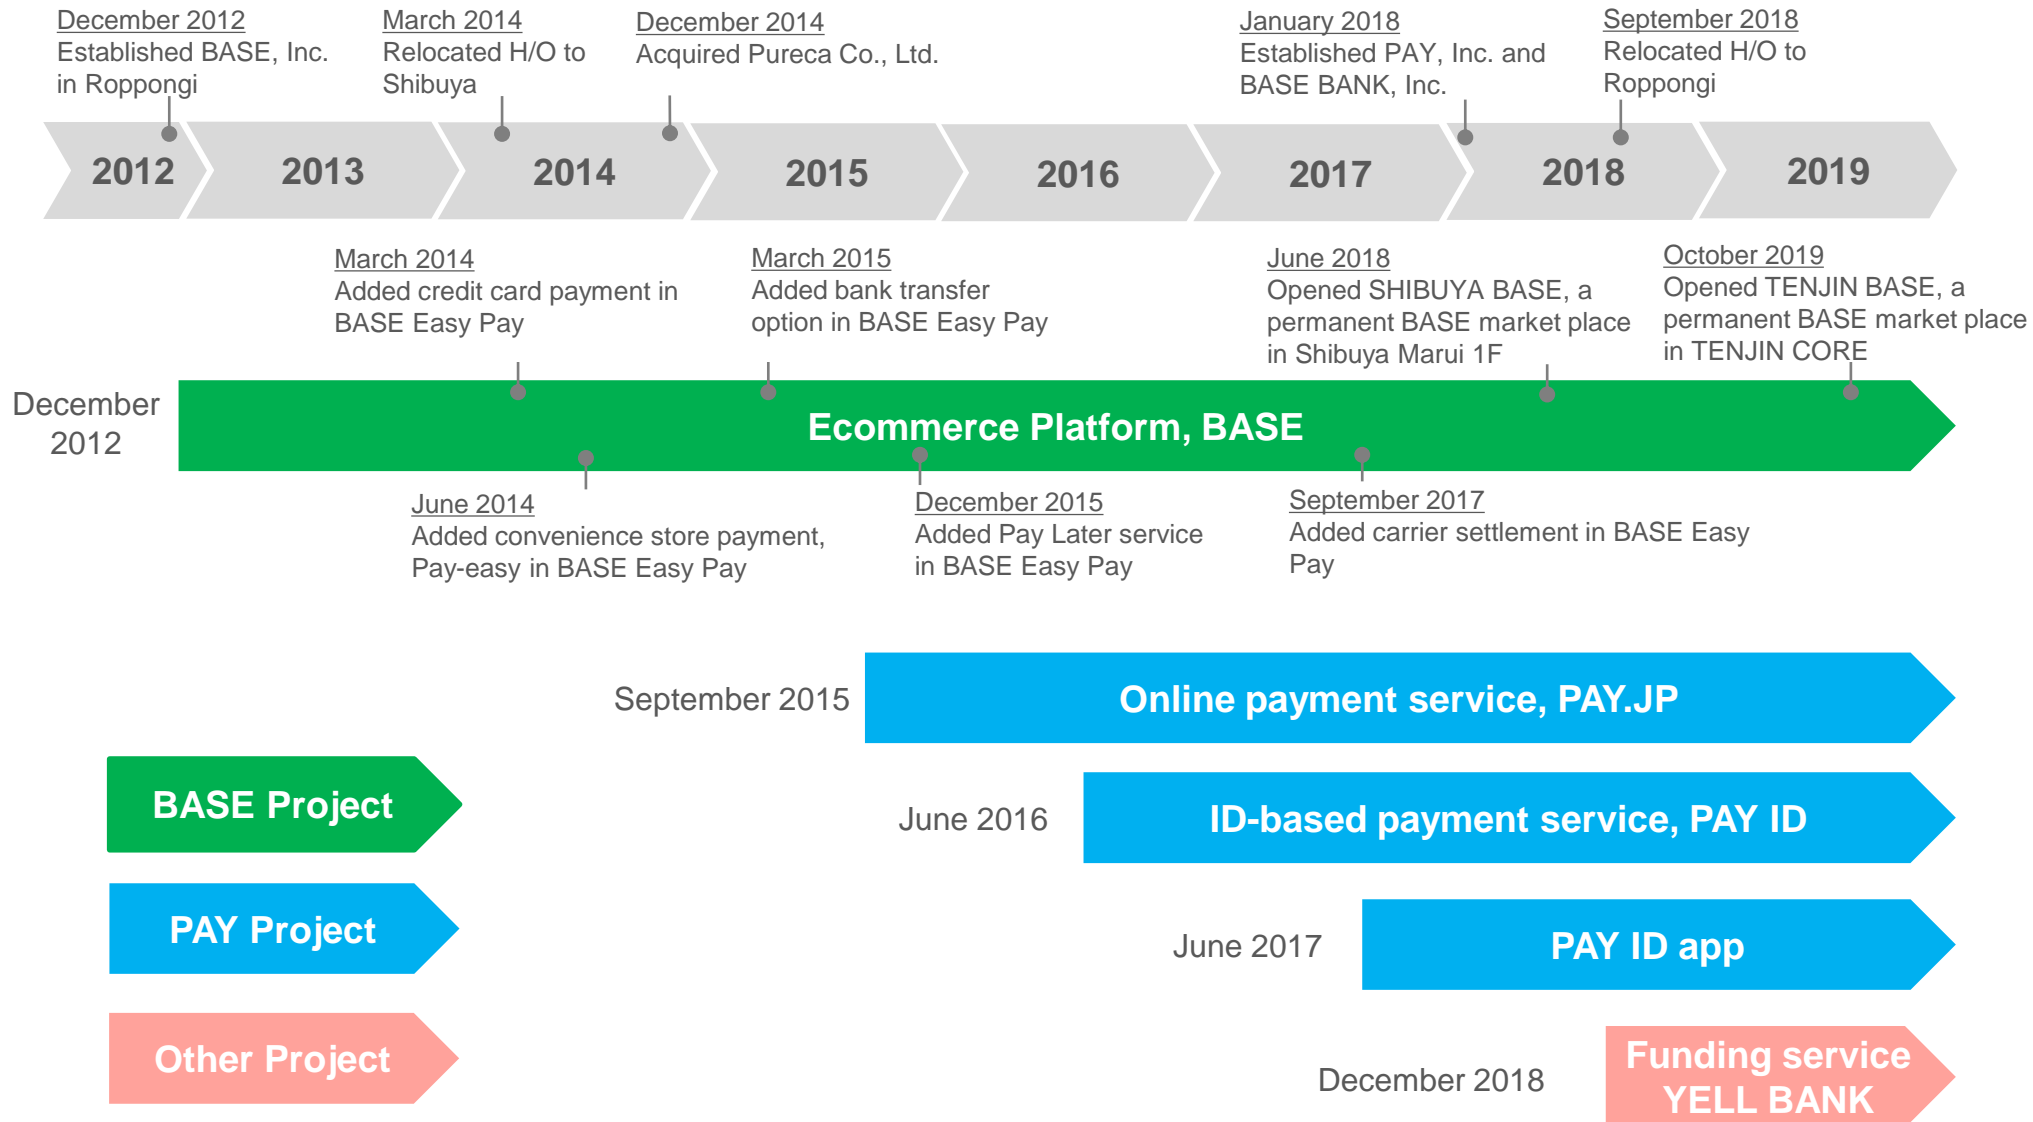 December 2012
Established BASE, Inc.
in Roppongi
March 2014
Relocated H/O to
Shibuya
December 2014
Acquired Pureca Co., Ltd.
January 2018
Established PAY, Inc. and
BASE BANK, Inc.
September 2018
Relocated H/O to
Roppongi
2012
2013
2014
2015
2016
2017
2018
2019
March 2014
Added credit card payment in
BASE Easy Pay
March 2015
Added bank transfer
option in BASE Easy Pay
June 2018
Opened SHIBUYA BASE, a
permanent BASE market place
in Shibuya Marui 1F
October 2019
Opened TENJIN BASE, a
permanent BASE market place
in TENJIN CORE
December
2012
Ecommerce Platform, BASE
June 2014
Added convenience store payment,
Pay-easy in BASE Easy Pay
December 2015
Added Pay Later service
in BASE Easy Pay
September 2017
Added carrier settlement in BASE Easy
Pay
September 2015
Online payment service, PAY.JP
BASE Project
June 2016
ID-based payment service, PAY ID
PAY Project
June 2017
PAY ID app
Other Project
December 2018
Funding service
YELL BANK